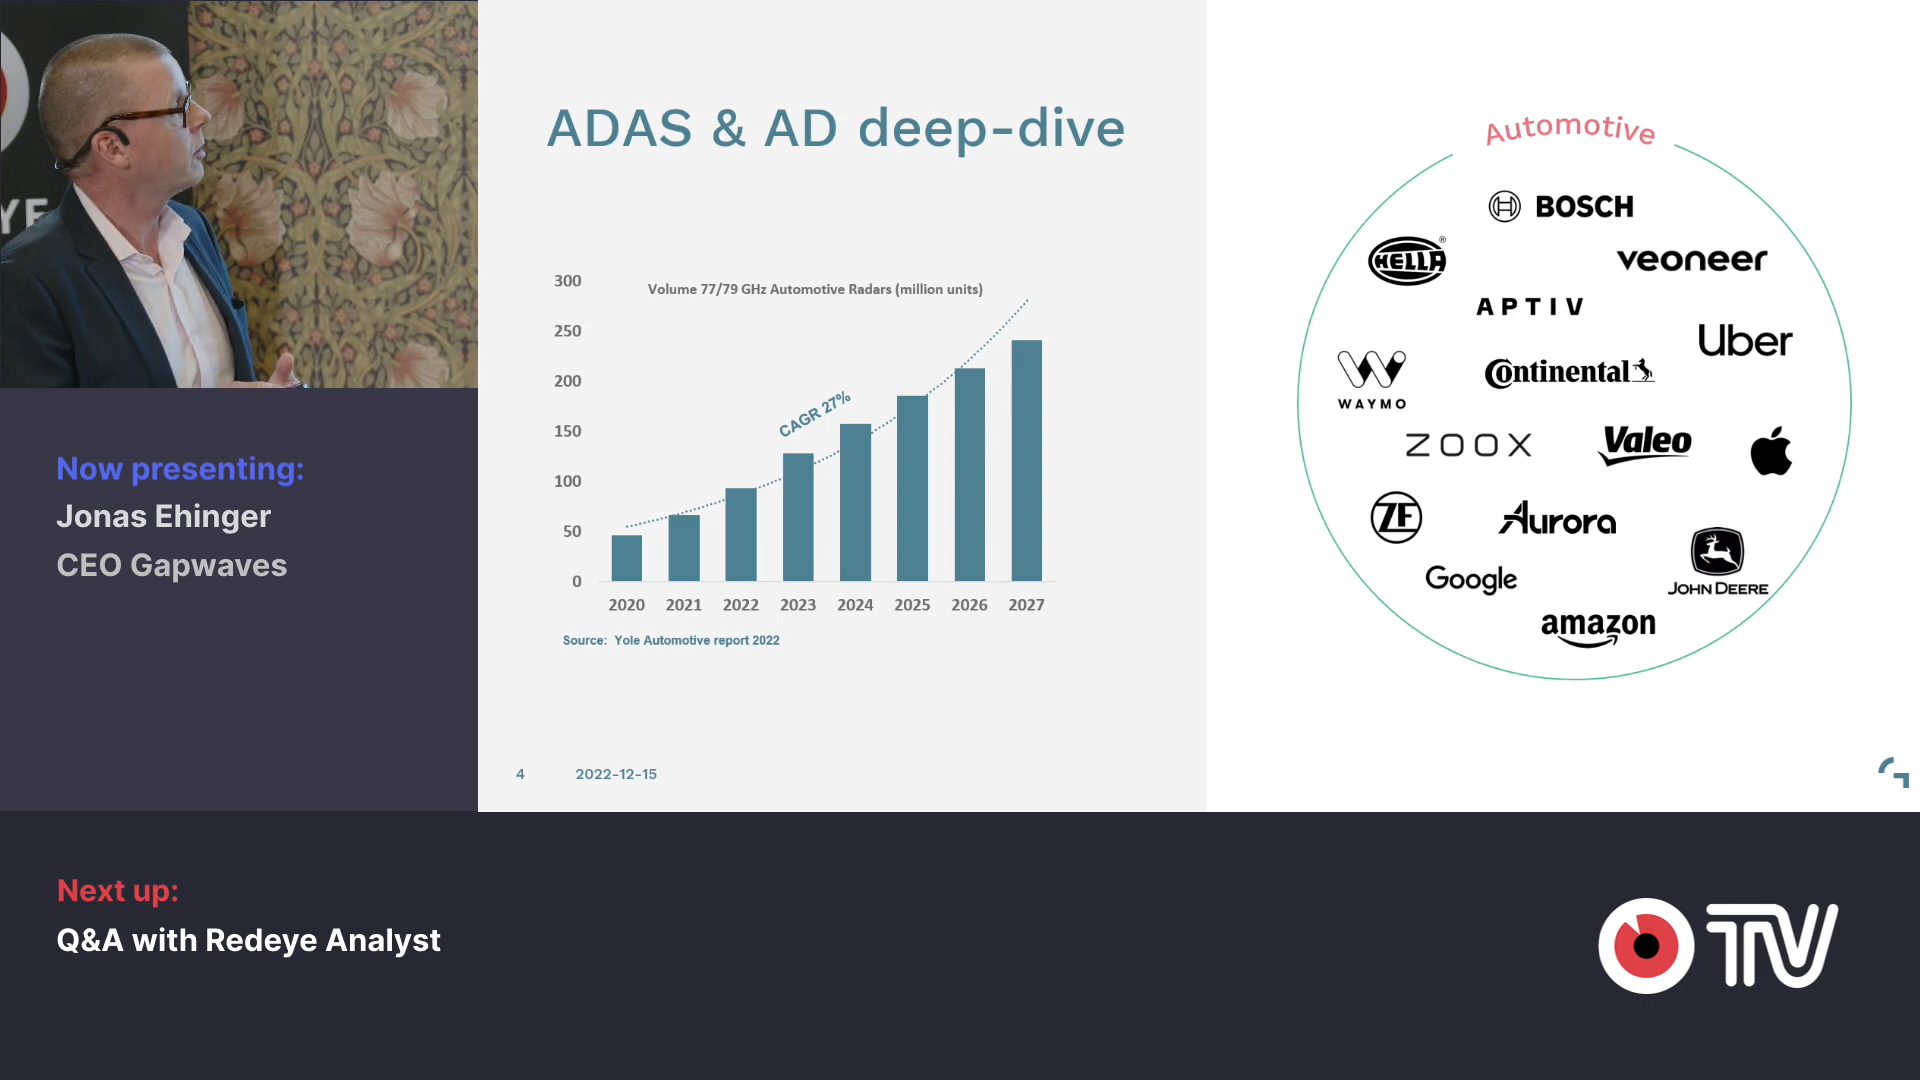 YE
Now presenting:
Jonas Ehinger
CEO Gapwaves
ADAS & AD deep-dive
Volume 77/79 GHz Automotive Radars (million units)
300
250
200
150
100
50
0
CAGR 27%
2020 2021 2022 2023 2024 2025 2026 2027
Source: Yole Automotive report 2022
4 2022-12-15
Automotive
BOSCH
HELLA®
veoneer
APTIV
Uber
WAYMO
Continental
ZOOX
Valeo
ZF
Aurora
JOHN DEERE
Google
amazon
Next up:
Q&A with Redeye Analyst
TV